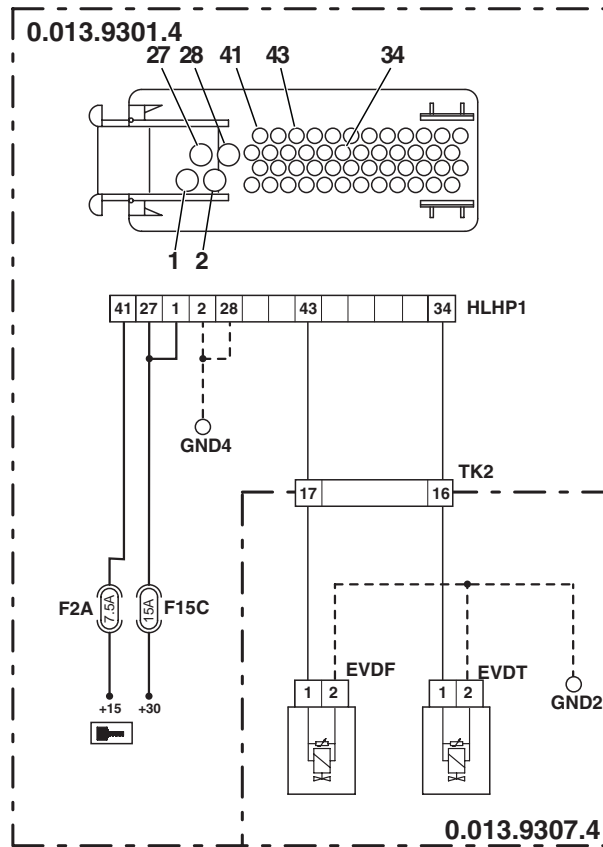 0.013.9301.4
27 28 41 43 34
1 2
41 27 1 2 28 43 34 HLHP1
GND4
TK2
17 16
F2A 7.5A 15A F15C
EVDF EVDT
1 2 1 2
GND2
+15 +30
0.013.9307.4